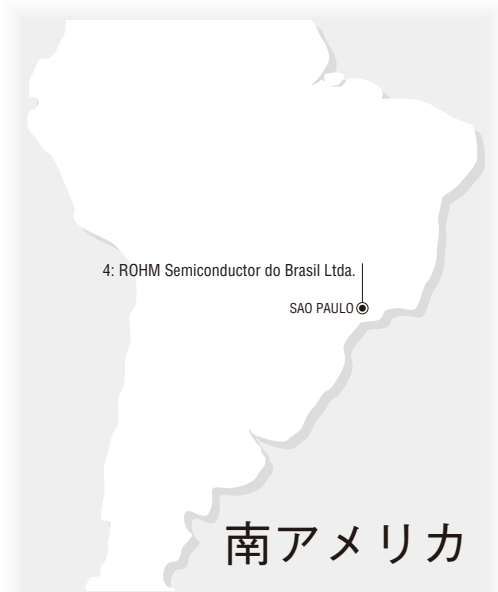 4: ROHM Semiconductor do Brasil Ltda.
SAO PAULO
南アメリカ